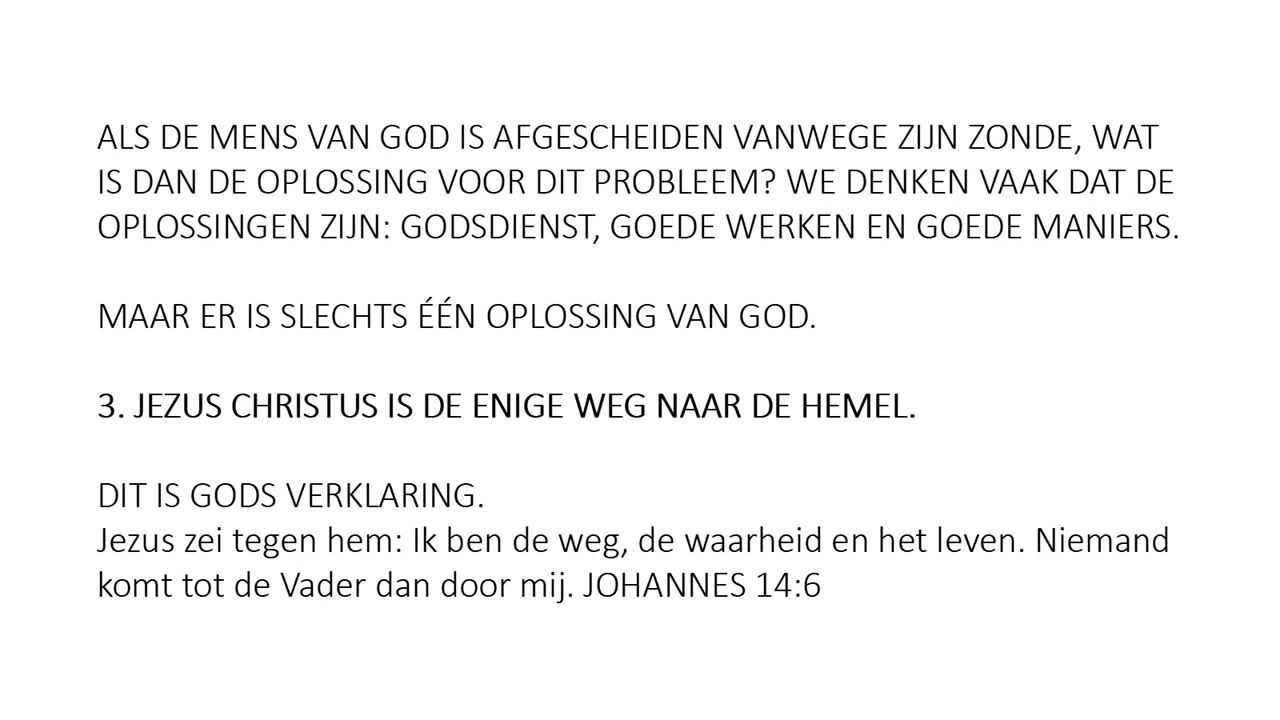 ALS DE MENS VAN GOD IS AFGESCHEIDEN VANWEGE ZIJN ZONDE, WAT
IS DAN DE OPLOSSING VOOR DIT PROBLEEM? WE DENKEN VAAK DAT DE
OPLOSSINGEN ZIJN: GODSDIENST, GOEDE WERKEN EN GOEDE MANIERS.
MAAR ER IS SLECHTS ÉÉN OPLOSSING VAN GOD.
3. JEZUS CHRISTUS IS DE ENIGE WEG NAAR DE HEMEL.
DIT IS GODS VERKLARING.
Jezus zei tegen hem: Ik ben de weg, de waarheid en het leven. Niemand
komt tot de Vader dan door mij. JOHANNES 14:6